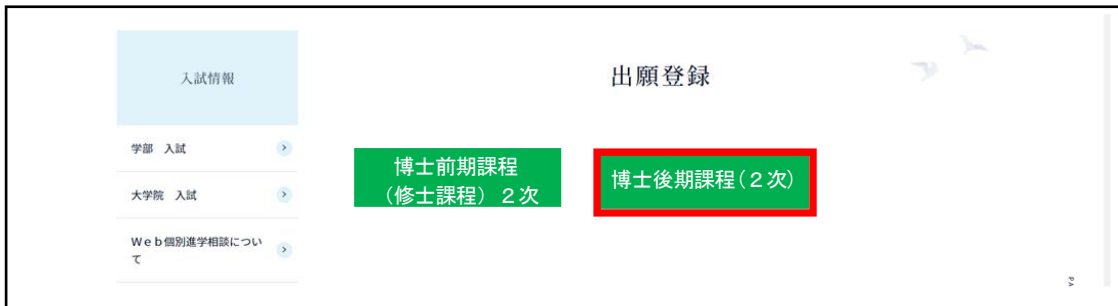 入試情報
出願登録
学部　入試
大学院　入試
Ｗｅｂ個別進学相談につい
て
博士前期課程
（修士課程）　２次
博士後期課程（２次）
PA